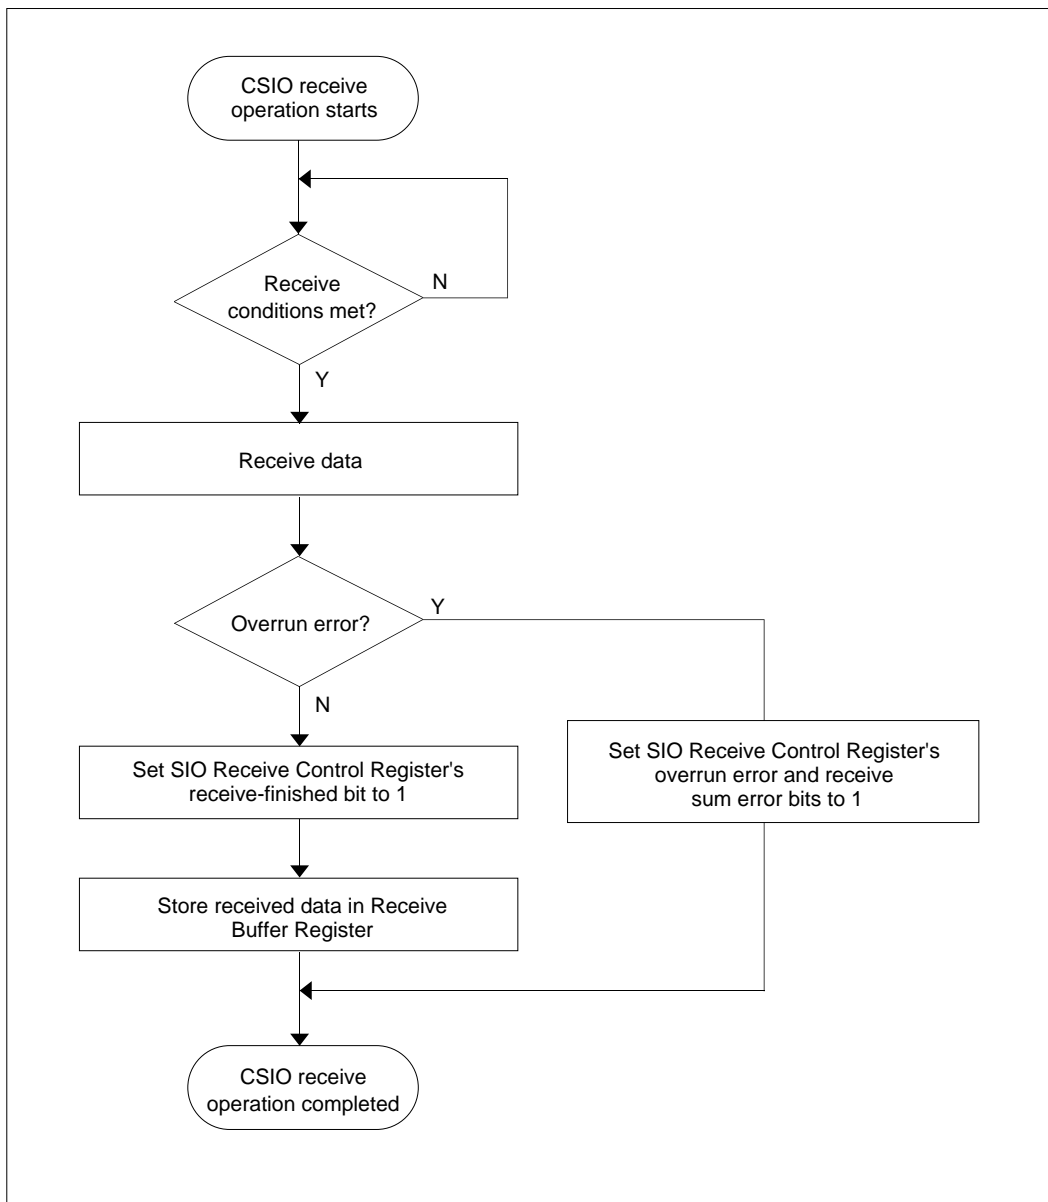 CSIO receive
operation starts
Receive
conditions met?
N
Y
Receive data
Overrun error?
Y
N
Set SIO Receive Control Register's
receive-finished bit to 1
Set SIO Receive Control Register's
overrun error and receive
sum error bits to 1
Store received data in Receive
Buffer Register
CSIO receive
operation completed